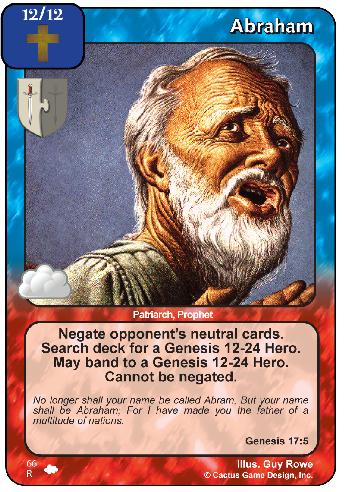 12/12
Abraham
Patriarch, Prophet
Negate opponent's neutral cards.
Search deck for a Genesis 12-24 Hero.
May band to a Genesis 12-24 Hero.
Cannot be negated.
No longer shall your name be called Abram, But your name
shall be Abraham; For I have made you the father of a
multitude of nations.
Genesis 17:5
66
R
Illus. Guy Rowe
© Cactus Game Design, Inc.